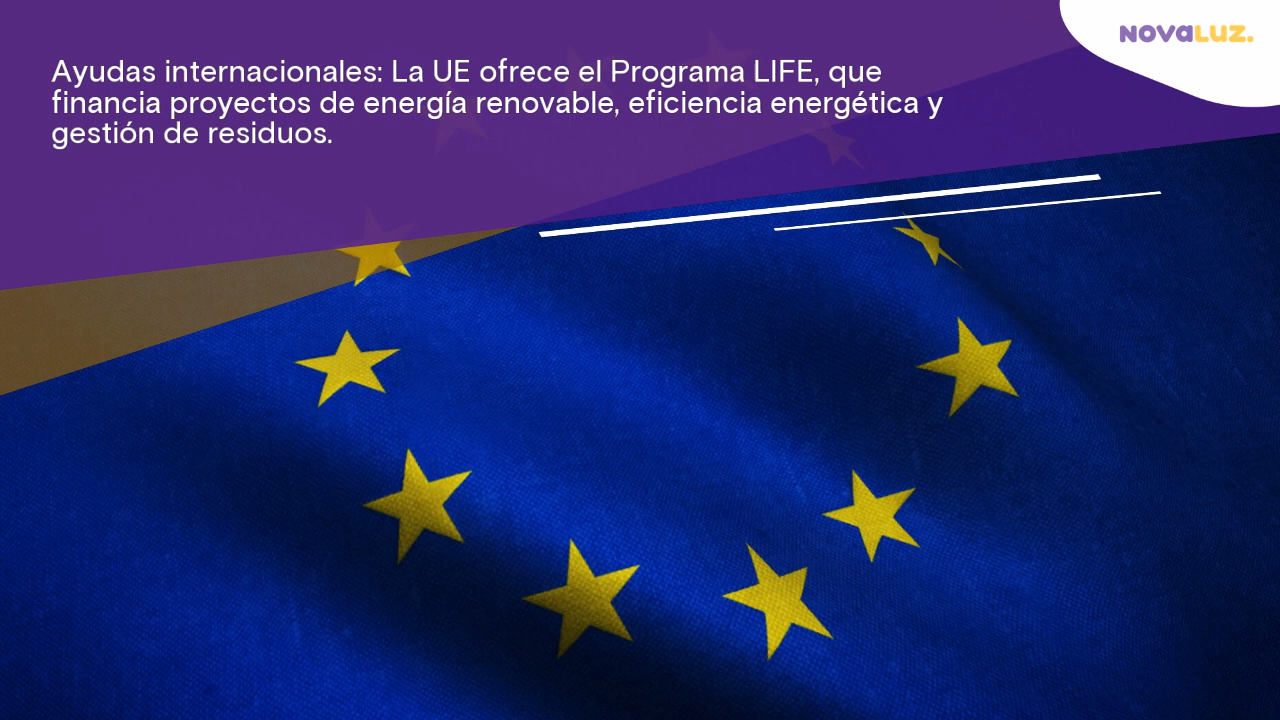 NOVALUZ.
Ayudas internacionales: La UE ofrece el Programa LIFE, que
financia proyectos de energía renovable, eficiencia energética y
gestión de residuos.